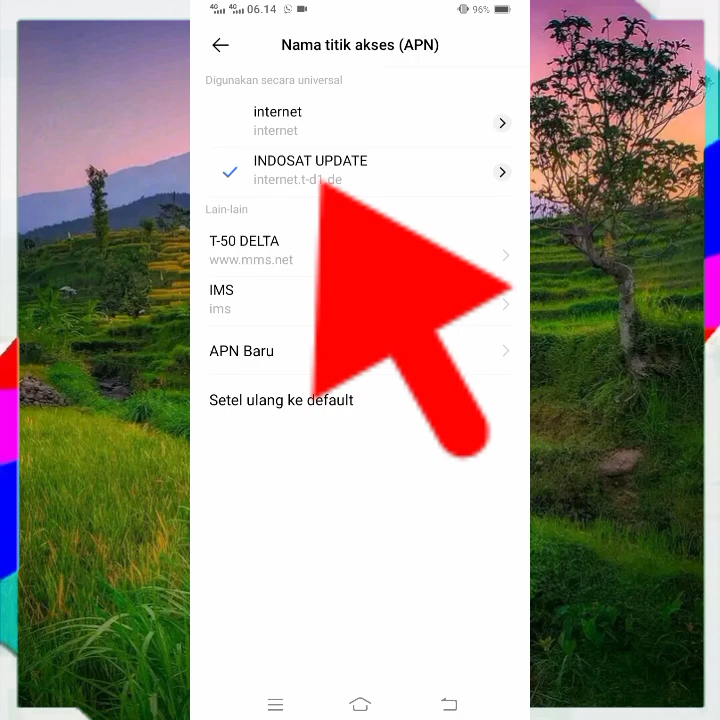 4G 4G 06.14 96%
Nama titik akses (APN)
Digunakan secara universal
internet
internet
INDOSAT UPDATE
internet.t-d1.de
Lain-lain
T-50 DELTA
www.mms.net
IMS
ims
APN Baru
Setel ulang ke default